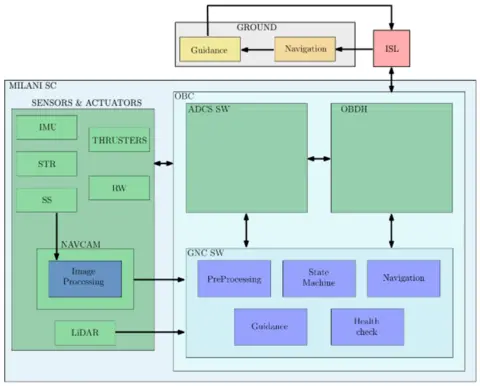 GROUND
Guidance
Navigation
ISL
MILANI SC
SENSORS & ACTUATORS
OBC
IMU
THRUSTERS
STR
RW
SS
ADCS SW
OBDH
NAVCAM
Image
Processing
LiDAR
GNC SW
PreProcessing
State
Machine
Navigation
Guidance
Health
check